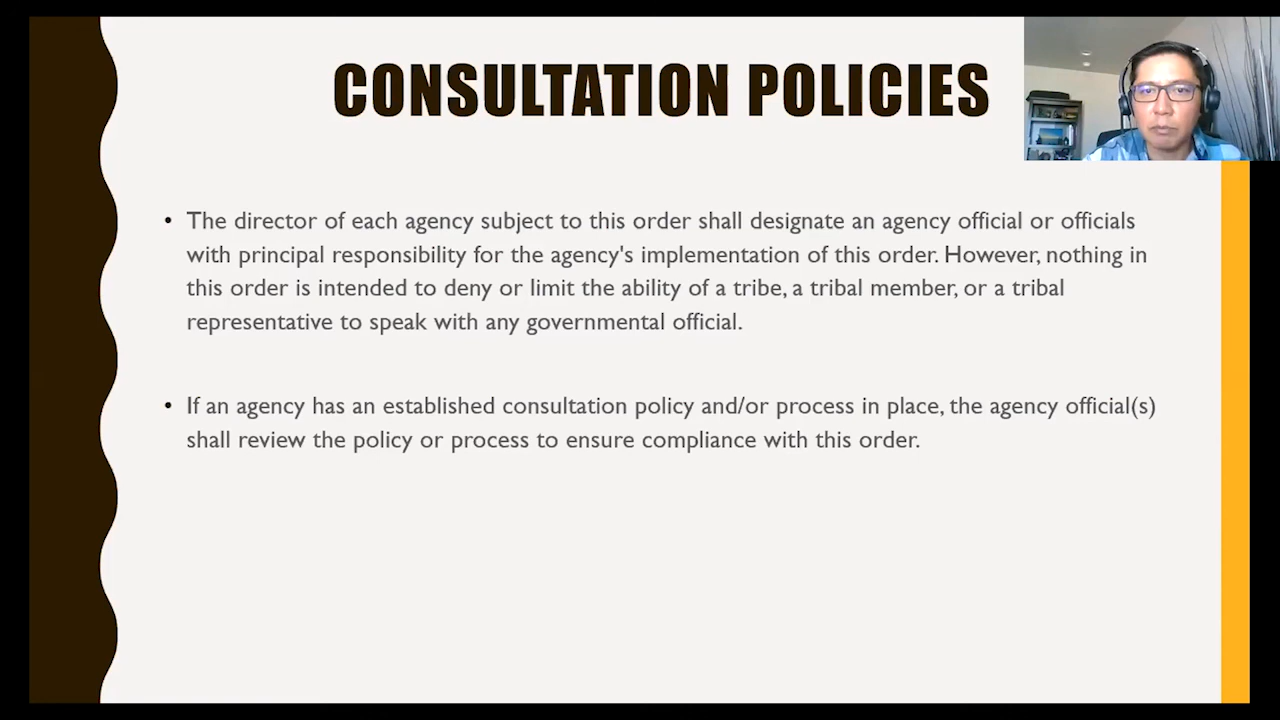 CONSULTATION POLICIES
• The director of each agency subject to this order shall designate an agency official or officials
with principal responsibility for the agency's implementation of this order. However, nothing in
this order is intended to deny or limit the ability of a tribe, a tribal member, or a tribal
representative to speak with any governmental official.
• If an agency has an established consultation policy and/or process in place, the agency official(s)
shall review the policy or process to ensure compliance with this order.